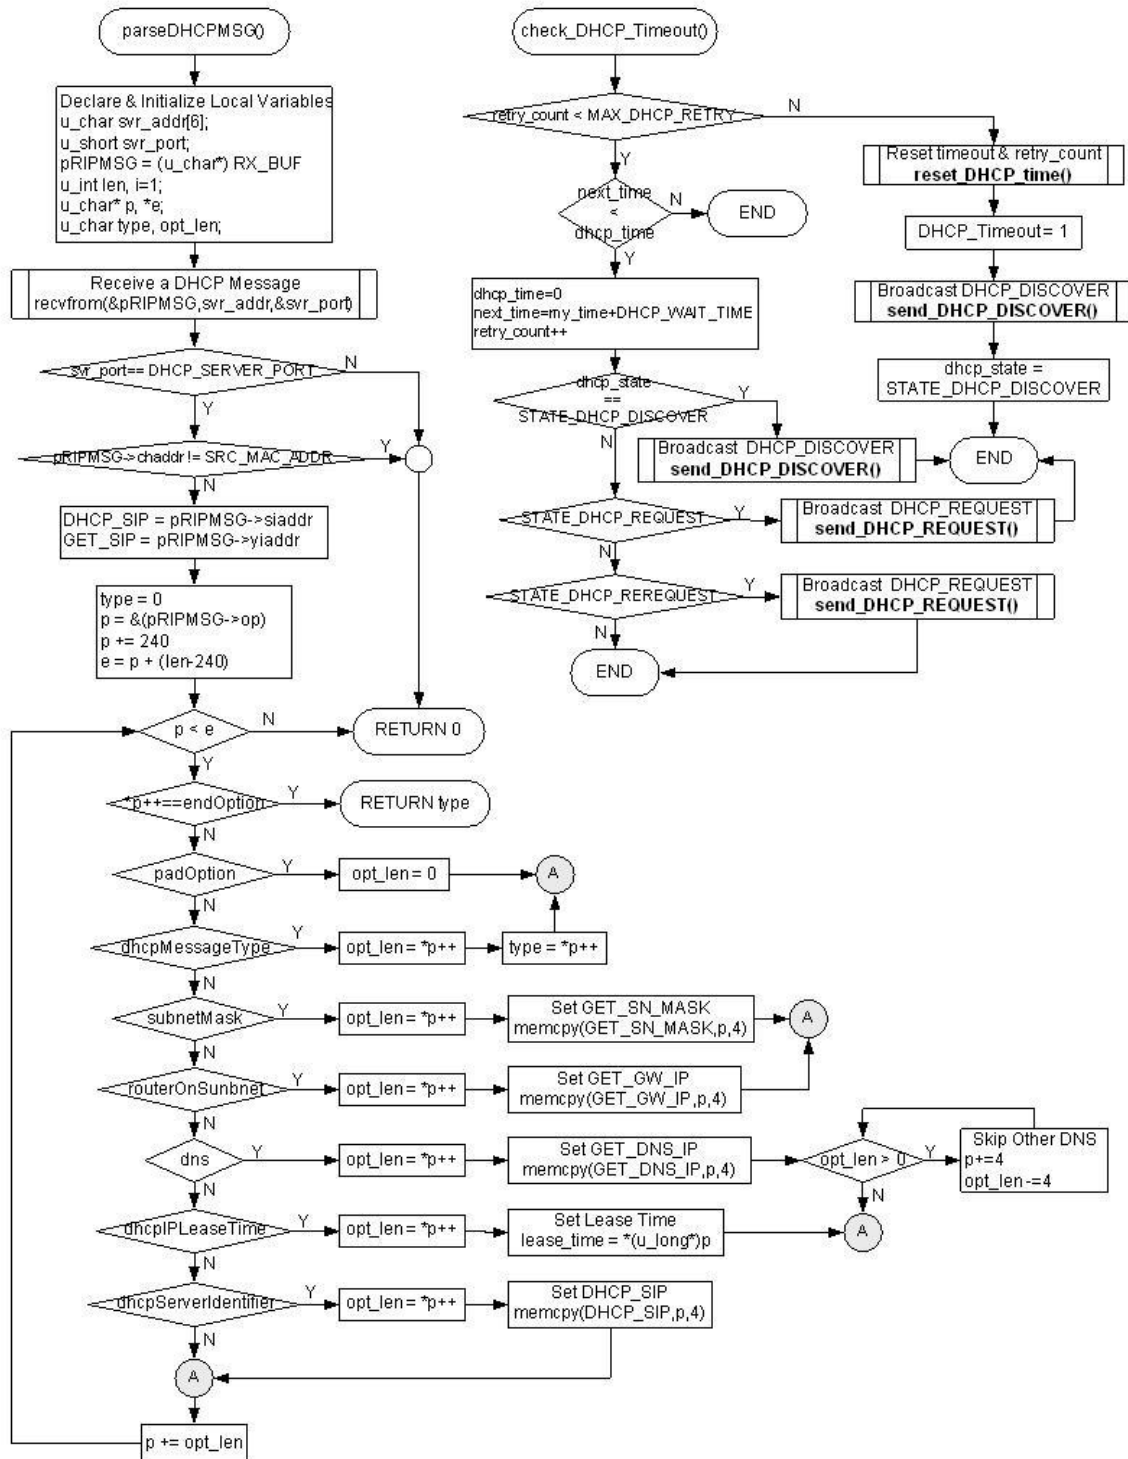 parseDHCPMSG()
Declare & Initialize Local Variables
u_char svr_addr[6];
u_short svr_port;
pRIPMSG = (u_char*) RX_BUF
u_int len, i=1;
u_char* p, *e;
u_char type, opt_len;
Receive a DHCP Message
recvfrom(&pRIPMSG,svr_addr,&svr_port)
svr_port== DHCP_SERVER_PORT
N
Y
pRIPMSG->chaddr!= SRC_MAC_ADDR
Y
N
DHCP_SIP = pRIPMSG->siaddr
GET_SIP = pRIPMSG->yiaddr
type = 0
p = &(pRIPMSG->op)
p += 240
e = p + (len-240)
p < e
N
RETURN 0
Y
*p++==endOption
Y
RETURN type
N
padOption
Y
opt_len = 0
A
N
dhcpMessageType
Y
opt_len = *p++
type = *p++
N
subnetMask
Y
opt_len = *p++
Set GET_SN_MASK
memcpy(GET_SN_MASK,p,4)
A
N
routerOnSunbnet
Y
opt_len = *p++
Set GET_GW_IP
memcpy(GET_GW_IP,p,4)
N
dns
Y
opt_len = *p++
Set GET_DNS_IP
memcpy(GET_DNS_IP,p,4)
opt_len > 0
Y
Skip Other DNS
p+=4
opt_len -=4
N
N
dhcpIPLeaseTime
Y
opt_len = *p++
Set Lease Time
lease_time = *(u_long*)p
A
N
dhcpServerIdentifier
Y
opt_len = *p++
Set DHCP_SIP
memcpy(DHCP_SIP,p,4)
N
A
p += opt_len
check_DHCP_Timeout()
retry_count < MAX_DHCP_RETRY
N
Y
Reset timeout & retry_count
reset_DHCP_time()
DHCP_Timeout= 1
Broadcast DHCP_DISCOVER
send_DHCP_DISCOVER()
dhcp_state =
STATE_DHCP_DISCOVER
END
next_time
<
dhcp_time
N
END
Y
dhcp_time=0
next_time=my_time+DHCP_WAIT_TIME
retry_count++
dhcp_state
==
STATE_DHCP_DISCOVER
Y
N
Broadcast DHCP_DISCOVER
send_DHCP_DISCOVER()
STATE_DHCP_REQUEST
Y
Broadcast DHCP_REQUEST
send_DHCP_REQUEST()
N
STATE_DHCP_REREQUEST
Y
Broadcast DHCP_REQUEST
send_DHCP_REQUEST()
N
END